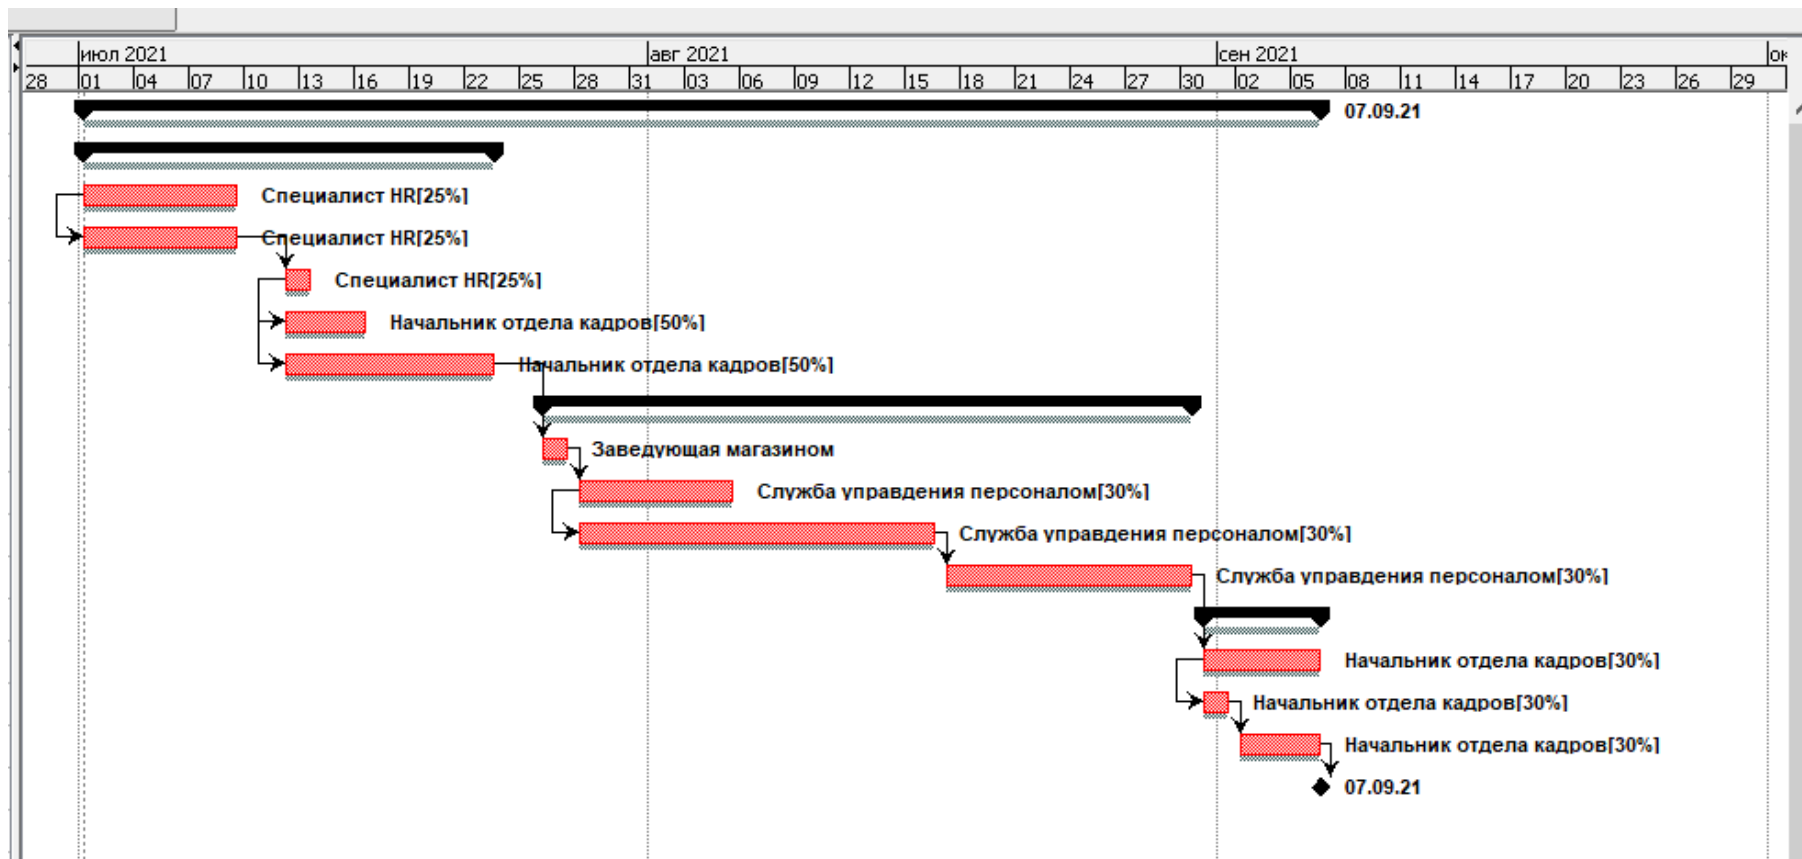 июл 2021 авг 2021 сен 2021 ок
28 01 04 07 10 13 16 19 22 25 28 31 03 06 09 12 15 18 21 24 27 30 02 05 08 11 14 17 20 23 26 29
07.09.21
Специалист HR[25%]
Специалист HR[25%]
Специалист HR[25%]
Начальник отдела кадров[50%]
Начальник отдела кадров[50%]
Заведующая магазином
Служба управдения персоналом[30%]
Служба управдения персоналом[30%]
Служба управдения персоналом[30%]
Начальник отдела кадров[30%]
Начальник отдела кадров[30%]
Начальник отдела кадров[30%]
07.09.21